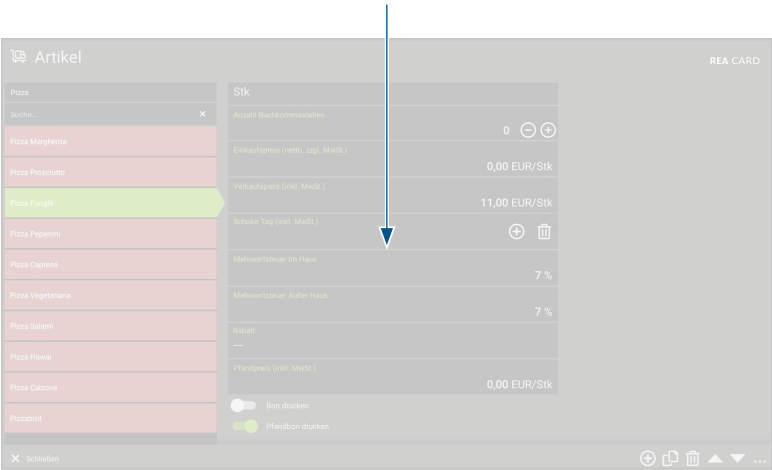 Artikel
REA CARD
Pizza
Suche...
Pizza Margherita
Pizza Prosciutto
Pizza Funghi
Pizza Peperoni
Pizza Caprese
Pizza Vegetariana
Pizza Salami
Pizza Hawai
Pizza Calzone
Pizzabrot
Stk
Anzahl Nachkommastellen
0
Einkaufspreis (netto, zzgl. MwSt.)
0,00 EUR/Stk
Verkaufspreis (inkl. MwSt.)
11,00 EUR/Stk
Schoko Tag (inkl. MwSt.)
Mehrwertsteuer Im Haus
7 %
Mehrwertsteuer Außer Haus
7 %
Rabatt
---
Pfandpreis (inkl. MwSt.)
0,00 EUR/Stk
Bon drucken
Pfandbon drucken
Schließen